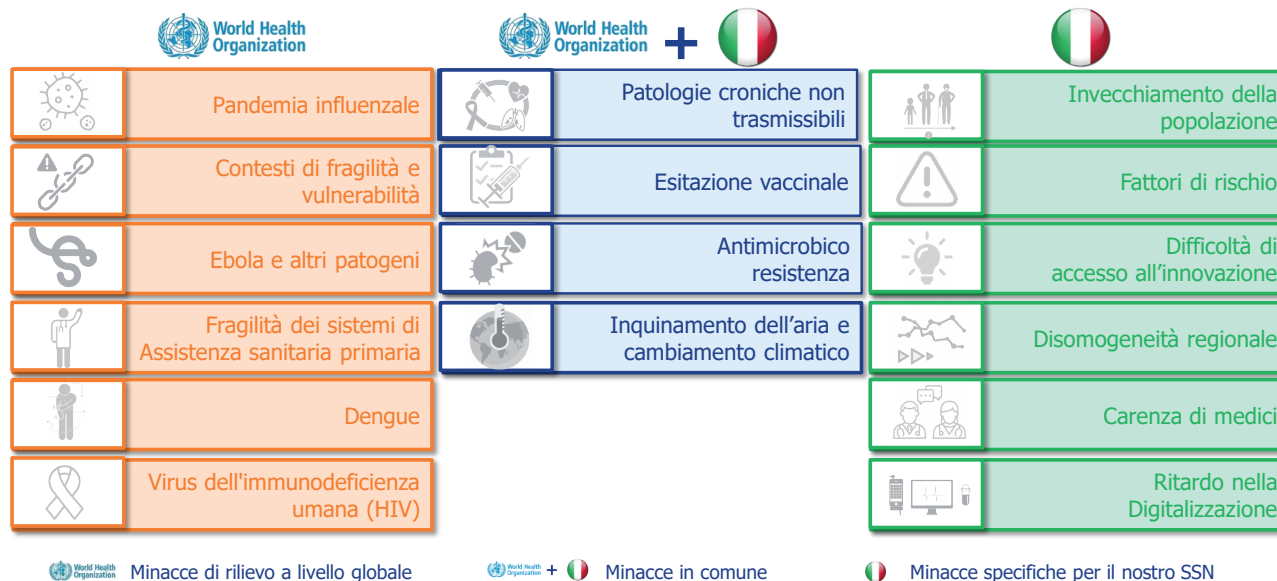 World Health
Organization
Pandemia influenzale
Contesti di fragilità e
vulnerabilità
Ebola e altri patogeni
Fragilità dei sistemi di
Assistenza sanitaria primaria
Dengue
Virus dell'immunodeficienza
umana (HIV)
World Health
Organization
+
Patologie croniche non
trasmissibili
Esitazione vaccinale
Antimicrobico
resistenza
Inquinamento dell'aria e
cambiamento climatico
Invecchiamento della
popolazione
Fattori di rischio
Difficoltà di
accesso all'innovazione
Disomogeneità regionale
Carenza di medici
Ritardo nella
Digitalizzazione
World Health
Organization
Minacce di rilievo a livello globale
World Health
Organization
+
Minacce in comune
Minacce specifiche per il nostro SSN